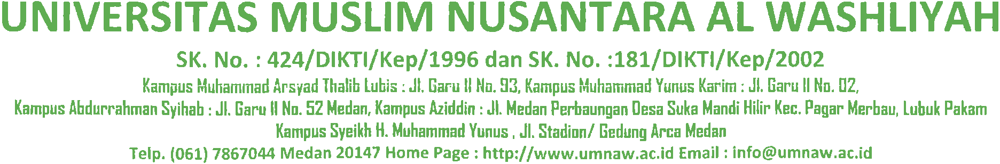 UNIVERSITAS MUSLIM NUSANTARA AL WASHLIYAH
SK. No. : 424/DIKTI/Kep/1996 dan SK. No. :181/DIKTI/Kep/2002
Kampus Muhammad Arsyad Thalib Lubis : Jl. Garu II No. 93, Kampus Muhammad Yunus Karim : Jl. Garu II No. 02,
Kampus Abdurrahman Syihab : Jl. Garu II No. 52 Medan, Kampus Aziddin : Jl. Medan Perbaungan Desa Suka Mandi Hilir Kec. Pagar Merbau, Lubuk Pakam
Kampus Syeikh H. Muhammad Yunus , Jl. Stadion/ Gedung Arca Medan
Telp. (061) 7867044 Medan 20147 Home Page : http://www.umnaw.ac.id Email : info@umnaw.ac.id